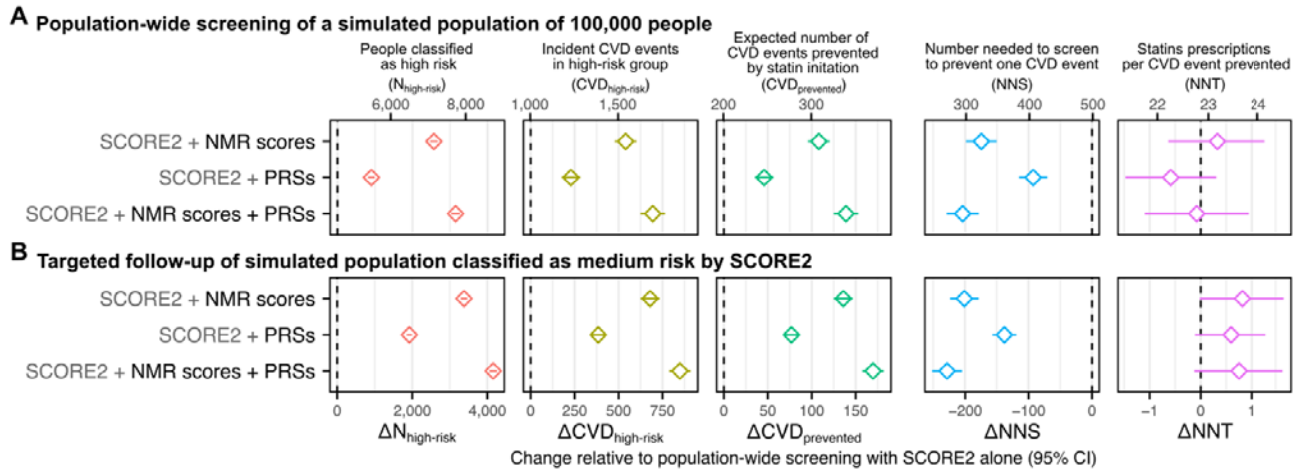 A Population-wide screening of a simulated population of 100,000 people
People classified
as high risk
(Nhigh-risk)
Incident CVD events
in high-risk group
(CVDhigh-risk)
Expected number of
CVD events prevented
by statin initation
(CVDprevented)
Number needed to screen
to prevent one CVD event
(NNS)
Statins prescriptions
per CVD event prevented
(NNT)
6,000 8,000
1,000 1,500
200 300
300 400 500
22 23 24
SCORE2 + NMR scores
SCORE2 + PRSs
SCORE2 + NMR scores + PRSs
B Targeted follow-up of simulated population classified as medium risk by SCORE2
SCORE2 + NMR scores
SCORE2 + PRSs
SCORE2 + NMR scores + PRSs
0 2,000 4,000
0 250 500 750
0 50 100 150
−200 −100 0
−1 0 1
ΔNhigh-risk
ΔCVDhigh-risk
ΔCVDprevented
ΔNNS
ΔNNT
Change relative to population-wide screening with SCORE2 alone (95% CI)